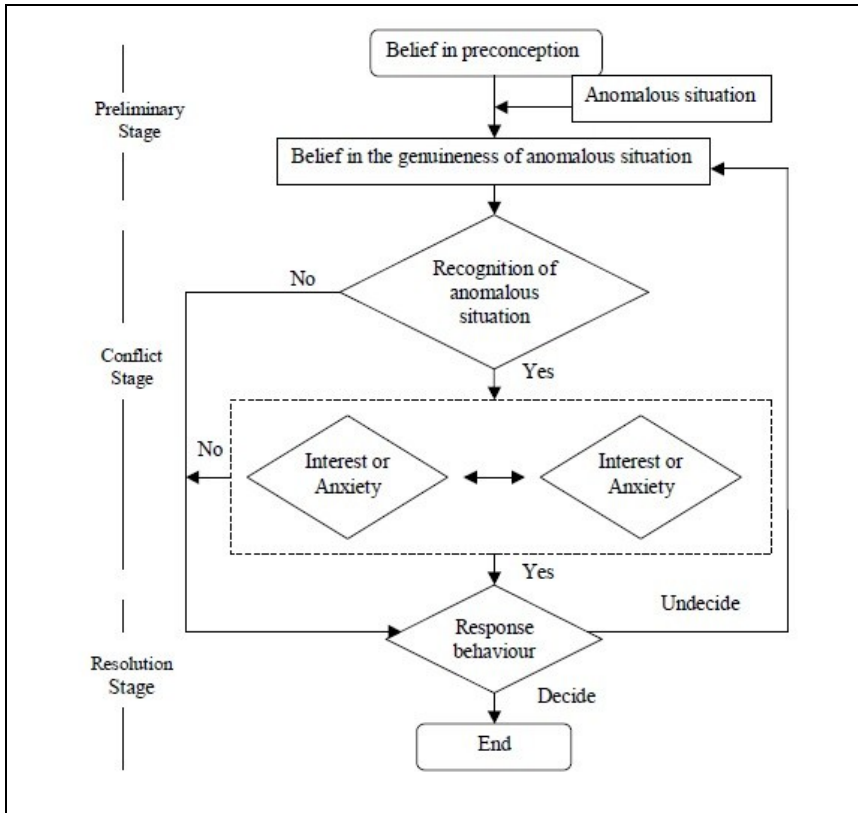 Belief in preconception
Anomalous situation
Preliminary
Stage
Belief in the genuineness of anomalous situation
No
Recognition of
anomalous
situation
Yes
Conflict
Stage
No
Interest or
Anxiety
Interest or
Anxiety
Yes
Undecide
Response
behaviour
Resolution
Stage
Decide
End